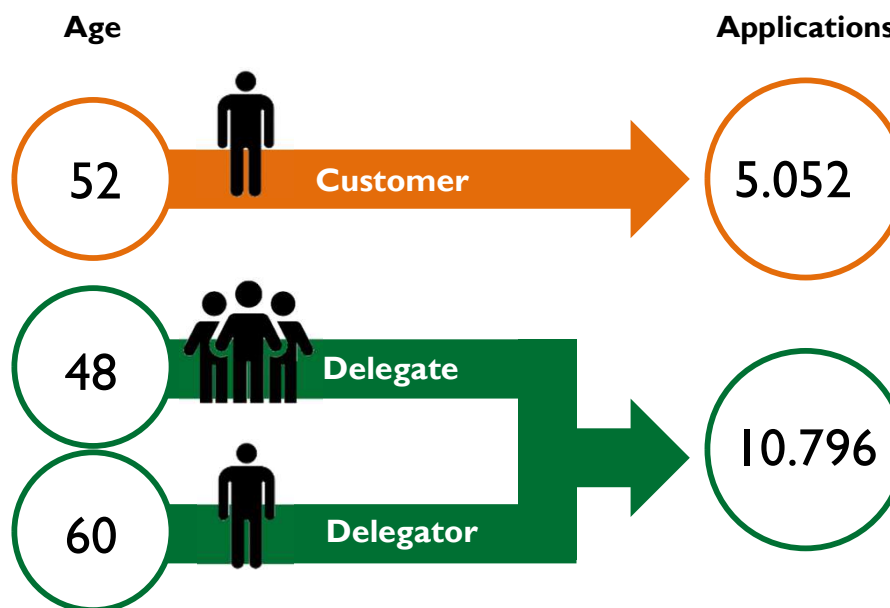 Age Applications
52 Customer 5.052
48 Delegate
10.796
60 Delegator